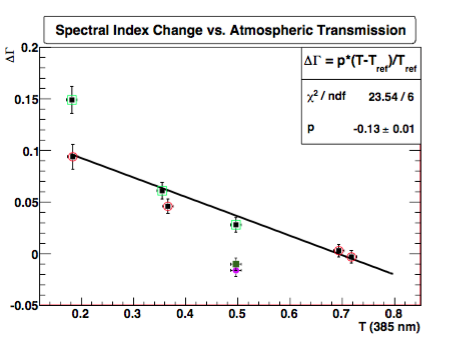 Spectral Index Change vs. Atmospheric Transmission
ΔΓ
0.2
0.15
0.1
0.05
0
-0.05
ΔΓ = p*(T-Tref)/Tref
χ² / ndf 23.54 / 6
p -0.13 ± 0.01
0.2 0.3 0.4 0.5 0.6 0.7 0.8
T (385 nm)